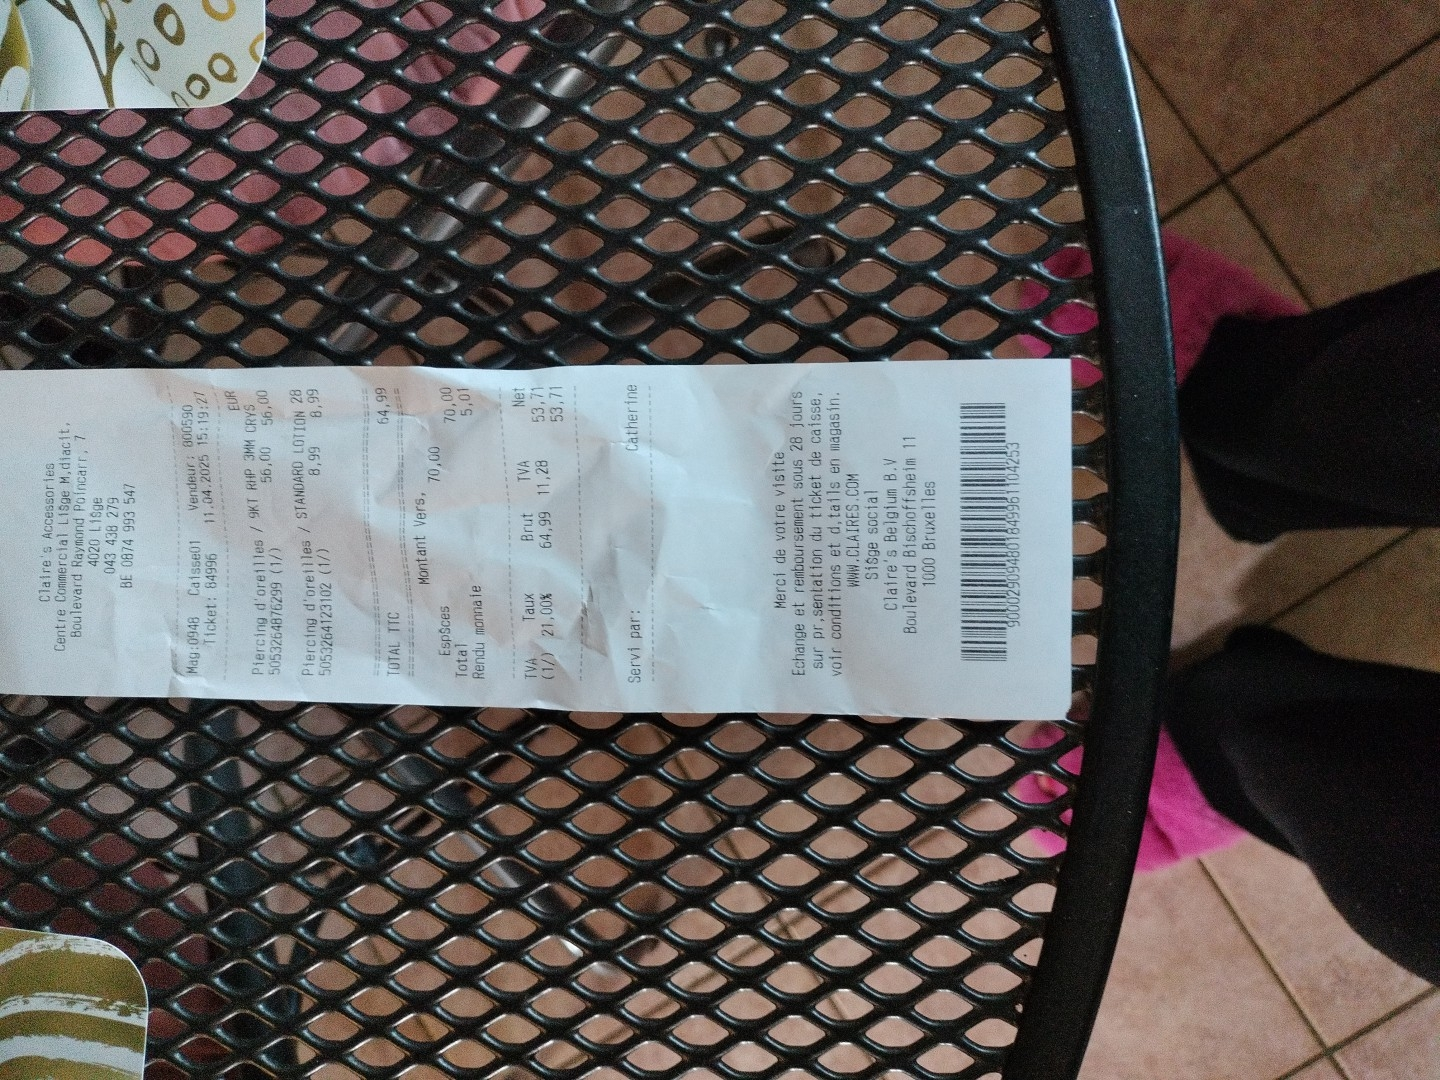 Claire's Accessories
Centre Commercial Li§ge M‚diacit‚
Boulevard Raymond Poincarr‚ 7
4020 Li§ge
043 438 279
BE 0874 993 547
Mag:0948 Caisse01 Vendeur: 800590
Ticket: 84996 11.04.2025 15:19:27
EUR
Piercing d'oreilles / 9KT RHP 3MM CRYS
5053264876299 (1/) 56,00 56,00
Piercing d'oreilles / STANDARD LOTION 28
5053264123102 (1/) 8,99 8,99
TOTAL TTC 64,99
Montant Vers‚ 70,00
Esp§ces
Total 70,00
Rendu monnaie 5,01
TVA Taux Brut TVA Net
(1/) 21,00% 64,99 11,28 53,71
53,71
Servi par: Catherine
Merci de votre visite
Echange et remboursement sous 28 jours
sur pr‚sentation du ticket de caisse,
voir conditions et d‚tails en magasin.
WWW.CLAIRES.COM
Si§ge social
Claire's Belgium B.V
Boulevard Bischoffsheim 11
1000 Bruxelles